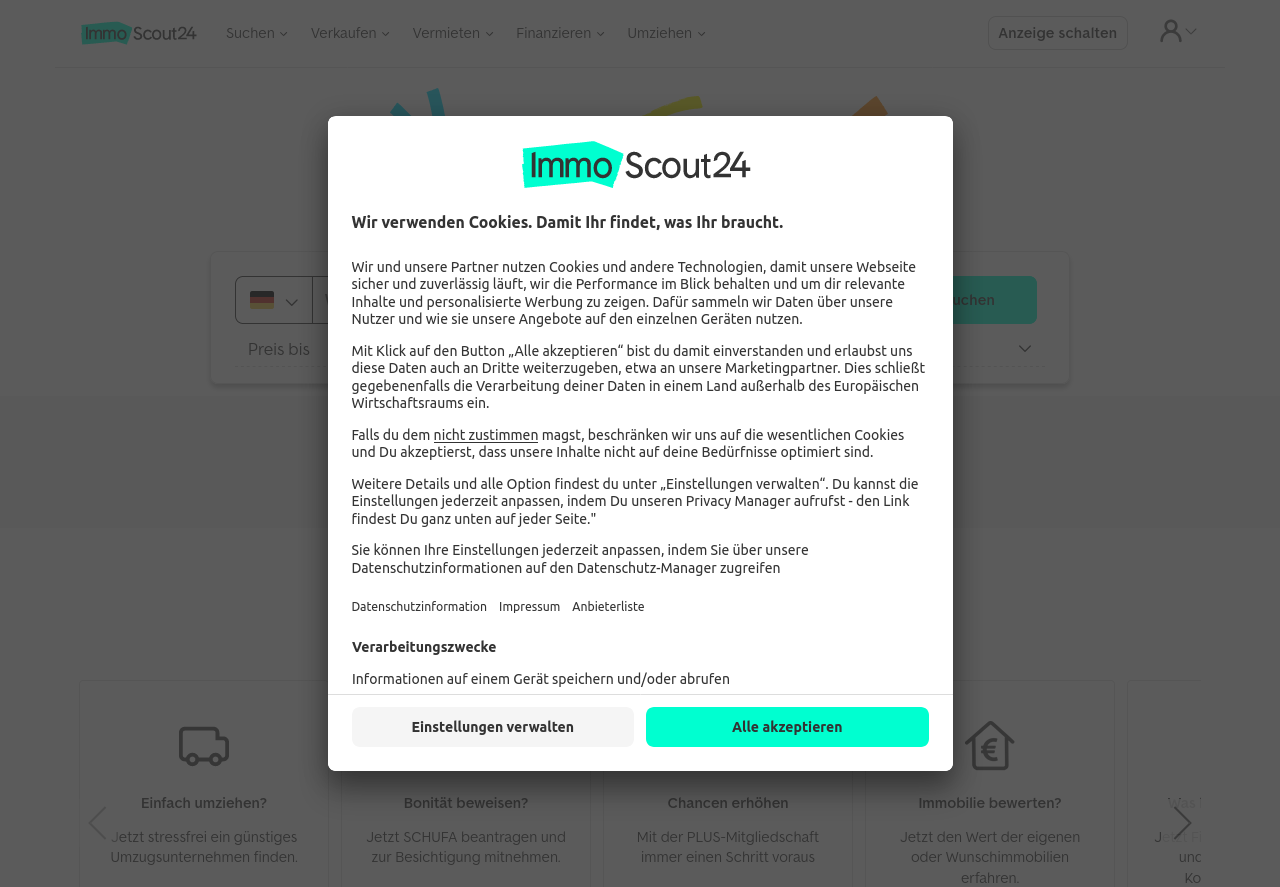 ImmoScout24 Suchen Verkaufen Vermieten Finanzieren Umziehen Anzeige schalten
ImmoScout24
Wir verwenden Cookies. Damit Ihr findet, was Ihr braucht.
Wir und unsere Partner nutzen Cookies und andere Technologien, damit unsere Webseite
sicher und zuverlässig läuft, wir die Performance im Blick behalten und um dir relevante
Inhalte und personalisierte Werbung zu zeigen. Dafür sammeln wir Daten über unsere
Nutzer und wie sie unsere Angebote auf den einzelnen Geräten nutzen.
Mit Klick auf den Button „Alle akzeptieren“ bist du damit einverstanden und erlaubst uns
diese Daten auch an Dritte weiterzugeben, etwa an unsere Marketingpartner. Dies schließt
gegebenenfalls die Verarbeitung deiner Daten in einem Land außerhalb des Europäischen
Wirtschaftsraums ein.
Falls du dem nicht zustimmen magst, beschränken wir uns auf die wesentlichen Cookies
und Du akzeptierst, dass unsere Inhalte nicht auf deine Bedürfnisse optimiert sind.
Weitere Details und alle Option findest du unter „Einstellungen verwalten“. Du kannst die
Einstellungen jederzeit anpassen, indem Du unseren Privacy Manager aufrufst - den Link
findest Du ganz unten auf jeder Seite."
Sie können Ihre Einstellungen jederzeit anpassen, indem Sie über unsere
Datenschutzinformationen auf den Datenschutz-Manager zugreifen
Datenschutzinformation Impressum Anbieterliste
Verarbeitungszwecke
Informationen auf einem Gerät speichern und/oder abrufen
Einstellungen verwalten Alle akzeptieren
Preis bis
Einfach umziehen?
Jetzt stressfrei ein günstiges
Umzugsunternehmen finden.
Bonität beweisen?
Jetzt SCHUFA beantragen und
zur Besichtigung mitnehmen.
Chancen erhöhen
Mit der PLUS-Mitgliedschaft
immer einen Schritt voraus
Immobilie bewerten?
Jetzt den Wert der eigenen
oder Wunschimmobilien
erfahren.